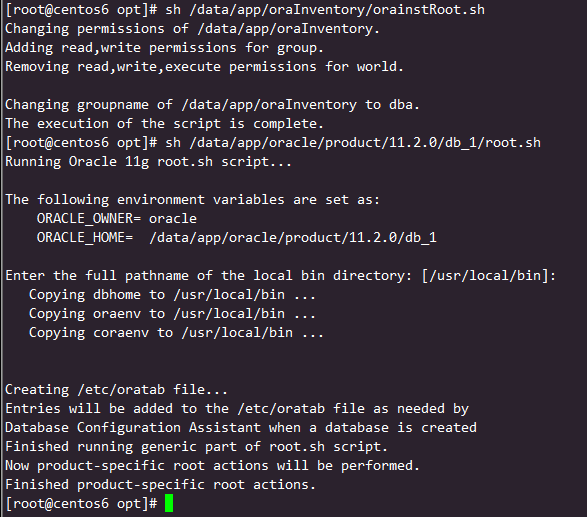 [root@centos6 opt]# sh /data/app/oraInventory/orainstRoot.sh
Changing permissions of /data/app/oraInventory.
Adding read,write permissions for group.
Removing read,write,execute permissions for world.

Changing groupname of /data/app/oraInventory to dba.
The execution of the script is complete.
[root@centos6 opt]# sh /data/app/oracle/product/11.2.0/db_1/root.sh
Running Oracle 11g root.sh script...

The following environment variables are set as:
    ORACLE_OWNER= oracle
    ORACLE_HOME=  /data/app/oracle/product/11.2.0/db_1

Enter the full pathname of the local bin directory: [/usr/local/bin]:
   Copying dbhome to /usr/local/bin ...
   Copying oraenv to /usr/local/bin ...
   Copying coraenv to /usr/local/bin ...


Creating /etc/oratab file...
Entries will be added to the /etc/oratab file as needed by
Database Configuration Assistant when a database is created
Finished running generic part of root.sh script.
Now product-specific root actions will be performed.
Finished product-specific root actions.
[root@centos6 opt]#